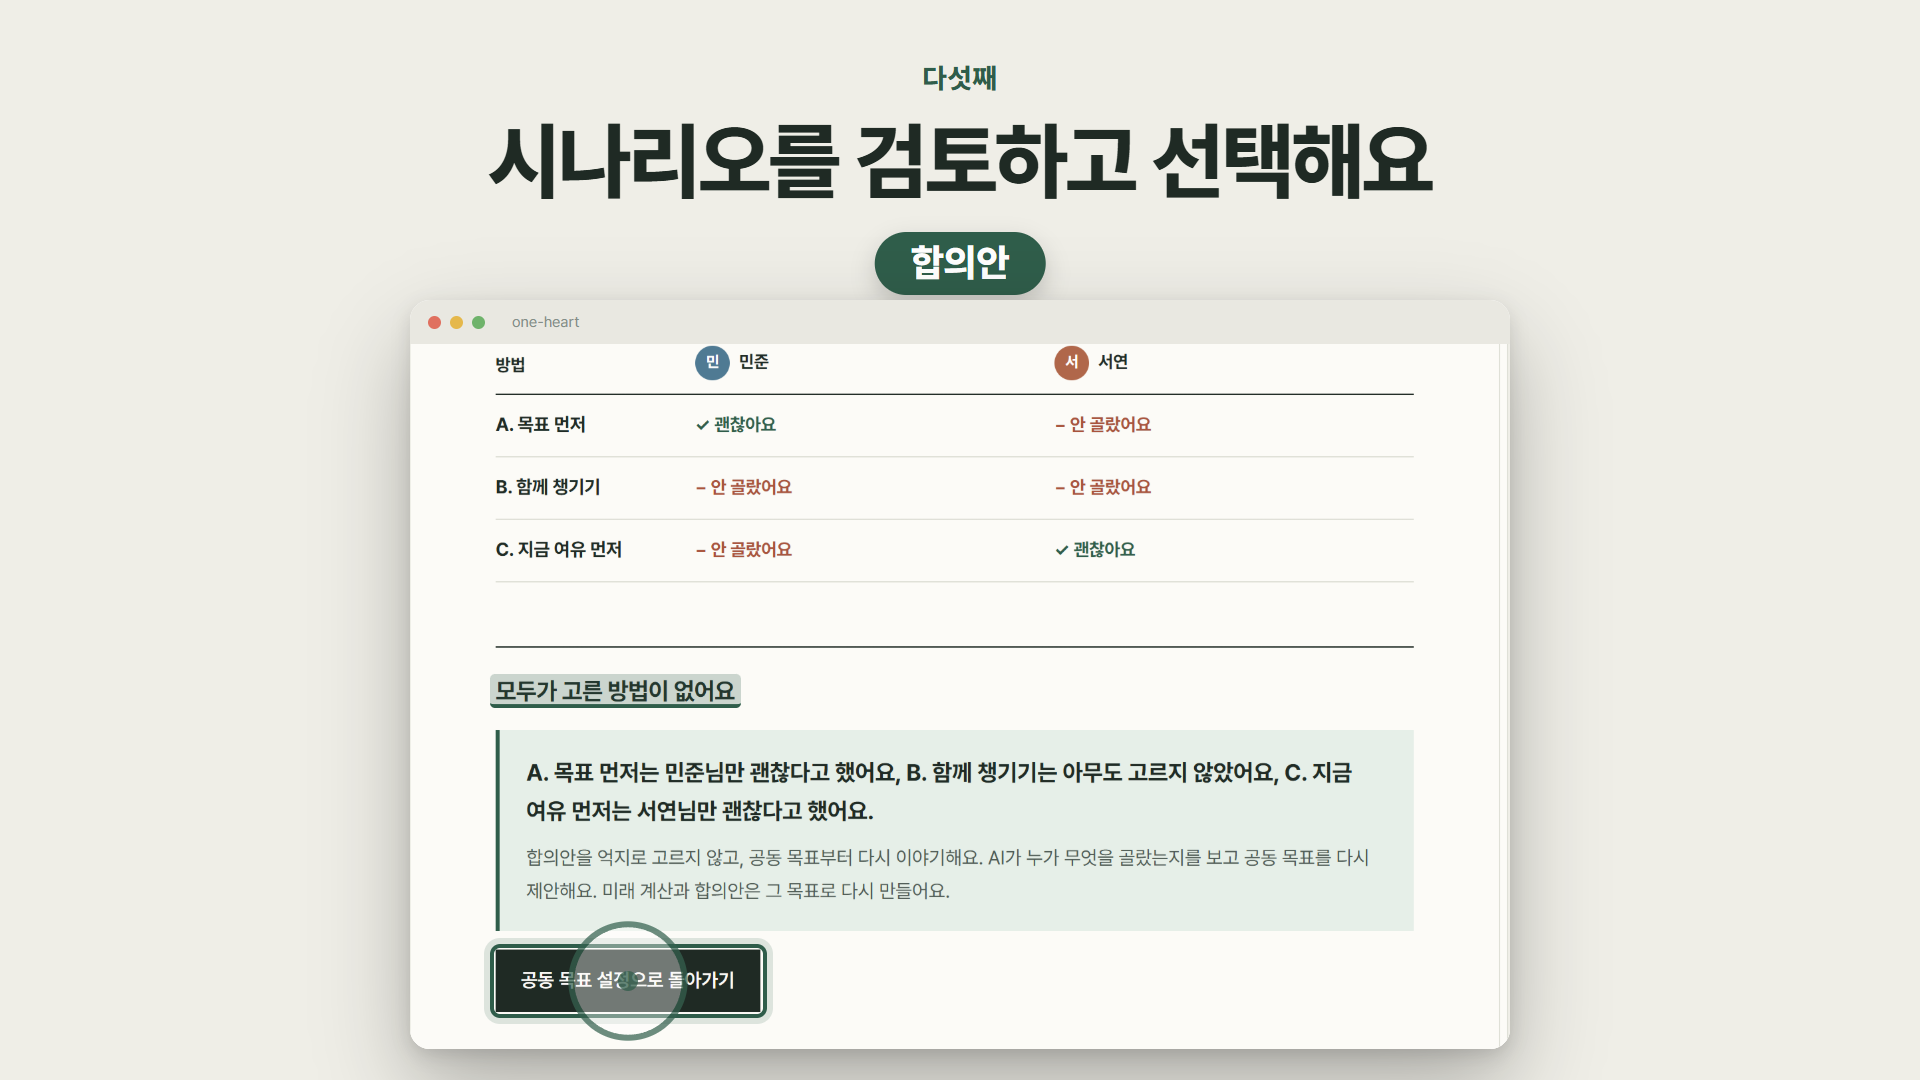 다섯째
시나리오를 검토하고 선택해요
합의안
one-heart
방법 민 민준 서 서연
A. 목표 먼저 ✓ 괜찮아요 – 안 골랐어요
B. 함께 챙기기 – 안 골랐어요 – 안 골랐어요
C. 지금 여유 먼저 – 안 골랐어요 ✓ 괜찮아요
모두가 고른 방법이 없어요
A. 목표 먼저는 민준님만 괜찮다고 했어요, B. 함께 챙기기는 아무도 고르지 않았어요, C. 지금
여유 먼저는 서연님만 괜찮다고 했어요.
합의안을 억지로 고르지 않고, 공동 목표부터 다시 이야기해요. AI가 누가 무엇을 골랐는지를 보고 공동 목표를 다시
제안해요. 미래 계산과 합의안은 그 목표로 다시 만들어요.
공동 목표 설정으로 돌아가기